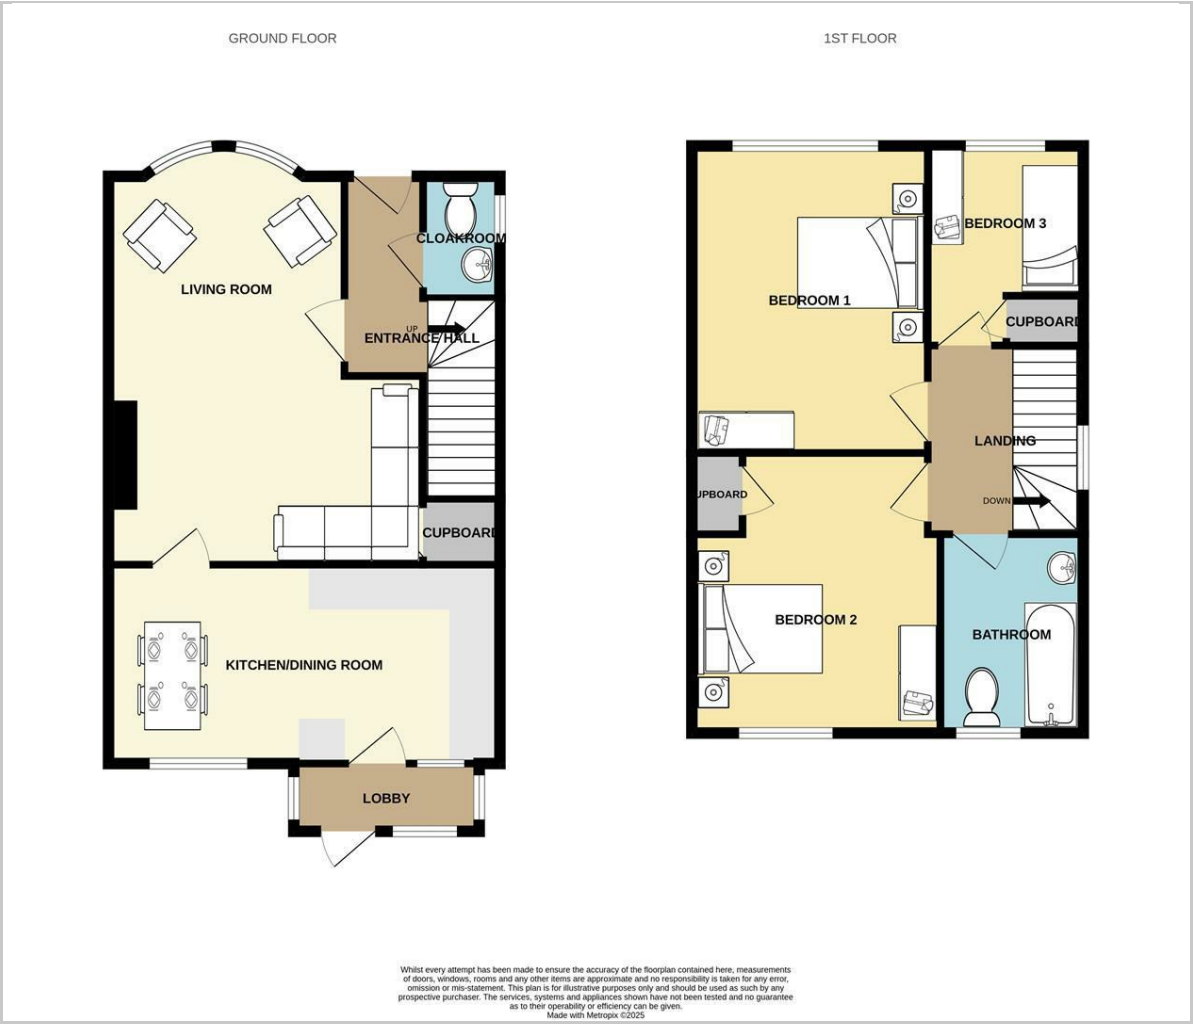 GROUND FLOOR
1ST FLOOR
CLOAKROOM
LIVING ROOM
UP
ENTRANCE HALL
CUPBOARD
KITCHEN/DINING ROOM
LOBBY
BEDROOM 3
BEDROOM 1
CUPBOARD
LANDING
UPBOARD
DOWN
BEDROOM 2
BATHROOM
Whilst every attempt has been made to ensure the accuracy of the floorplan contained here, measurements
of doors, windows, rooms and any other items are approximate and no responsibility is taken for any error,
omission or mis-statement. This plan is for illustrative purposes only and should be used as such by any
prospective purchaser. The services, systems and appliances shown have not been tested and no guarantee
as to their operability or efficiency can be given.
Made with Metropix ©2025